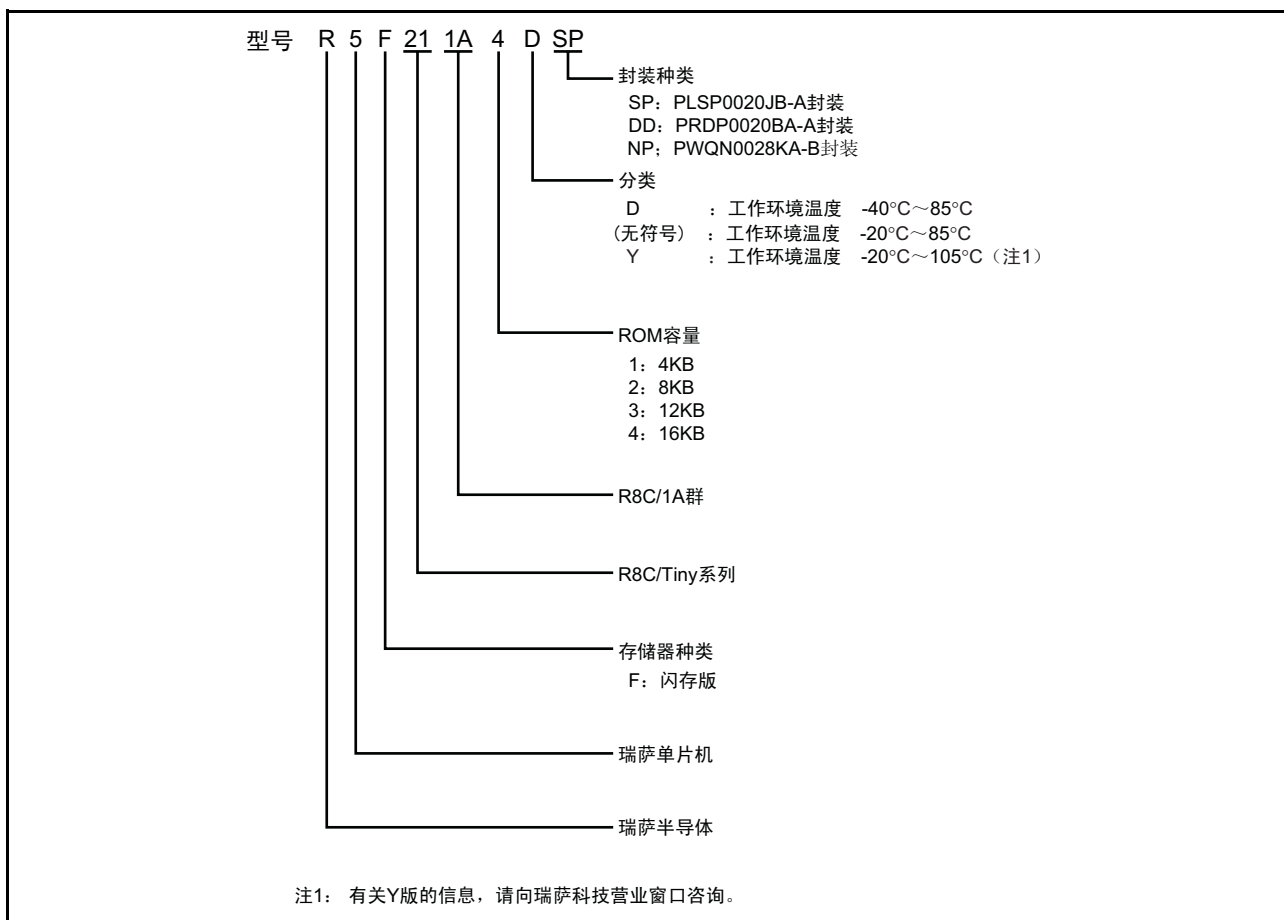 型号 R 5 F 21 1A 4 D SP
封装种类
SP：PLSP0020JB-A封装
DD：PRDP0020BA-A封装
NP；PWQN0028KA-B封装
分类
D ：工作环境温度 -40°C～85°C
(无符号) ：工作环境温度 -20°C～85°C
Y ：工作环境温度 -20°C～105°C（注1）
ROM容量
1：4KB
2：8KB
3：12KB
4：16KB
R8C/1A群
R8C/Tiny系列
存储器种类
F：闪存版
瑞萨单片机
瑞萨半导体
注1： 有关Y版的信息，请向瑞萨科技营业窗口咨询。